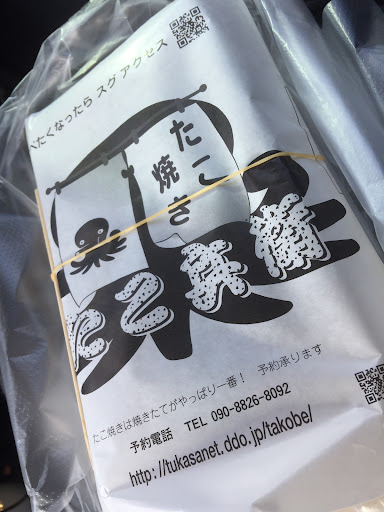 べたくなったら スグ アクセス
たこ
焼き
たこ兵衛
たこ焼きは焼きたてがやっぱり一番！ 予約承ります
予約電話 TEL 090-8826-8092
http://tukasanet.ddo.jp/takobe/